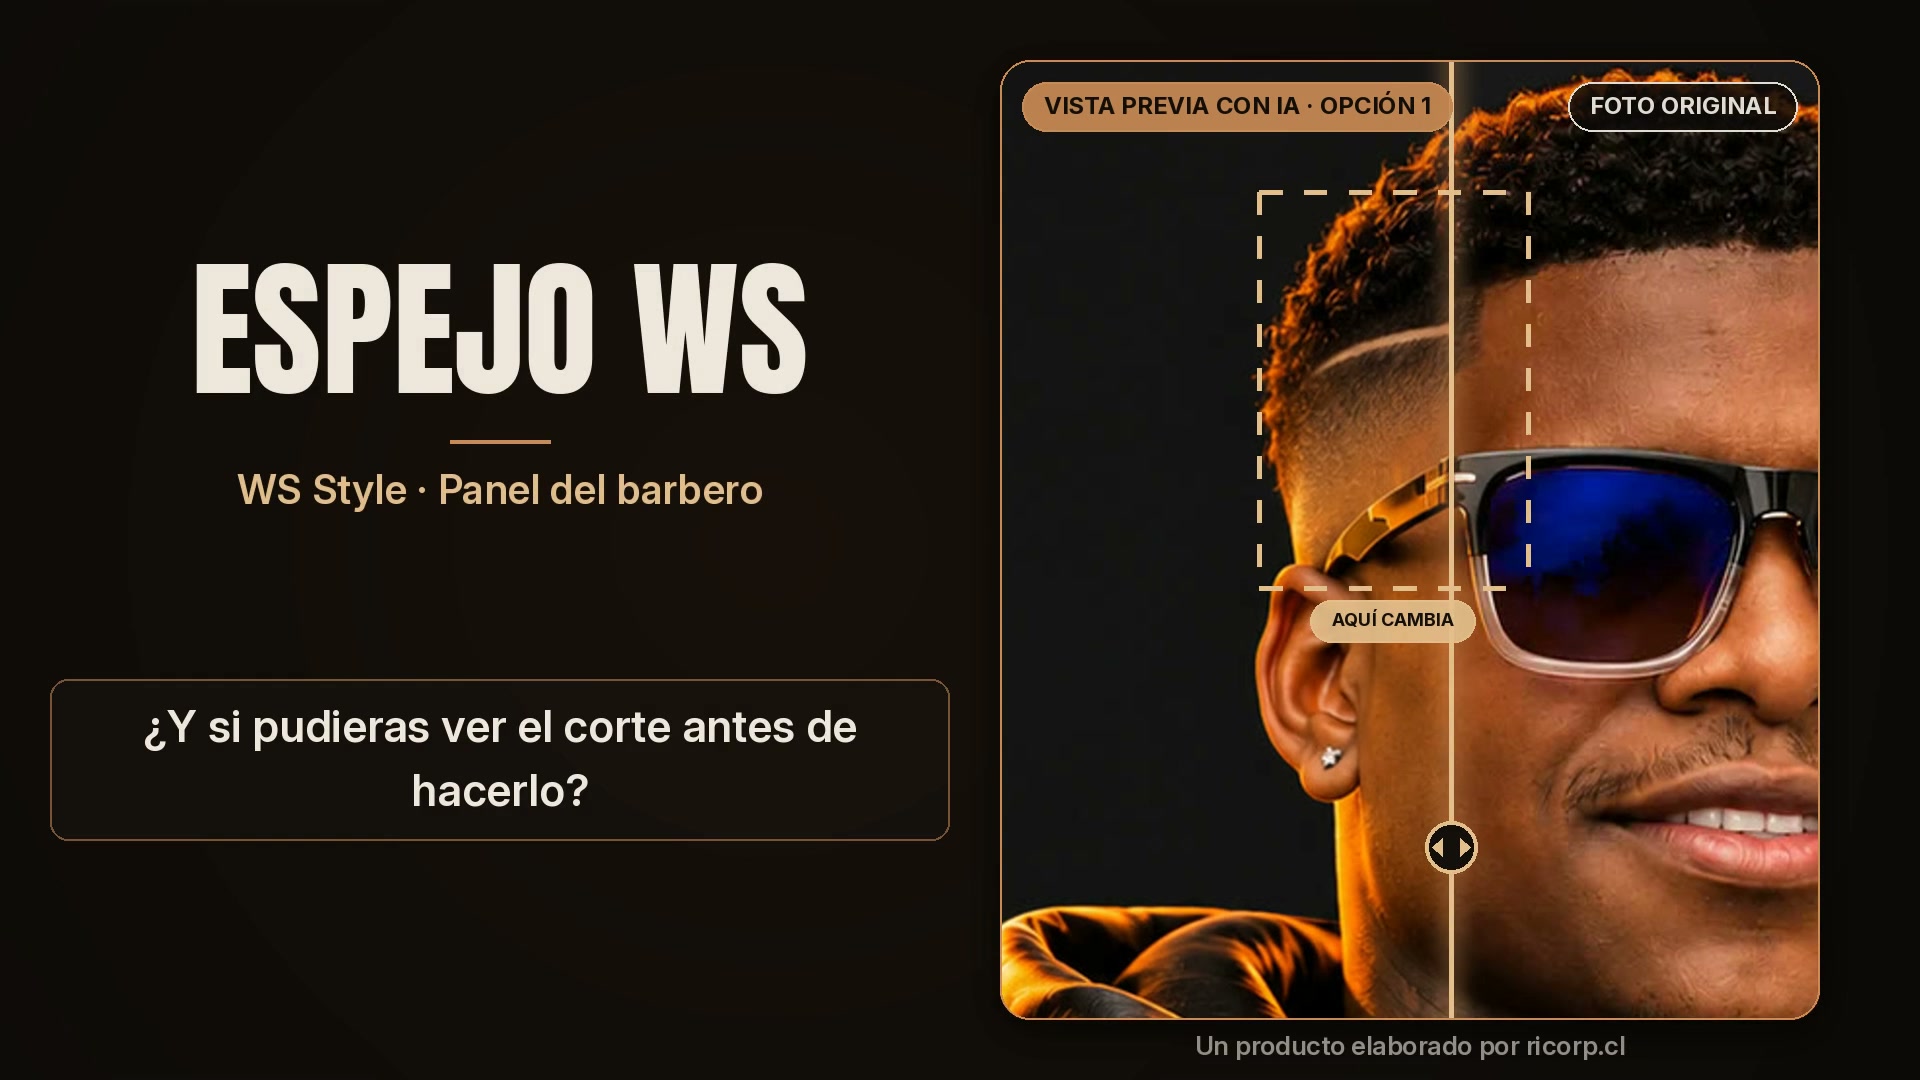 ESPEJO WS
WS Style · Panel del barbero
¿Y si pudieras ver el corte antes de
hacerlo?
VISTA PREVIA CON IA · OPCIÓN 1
FOTO ORIGINAL
AQUÍ CAMBIA
Un producto elaborado por ricorp.cl